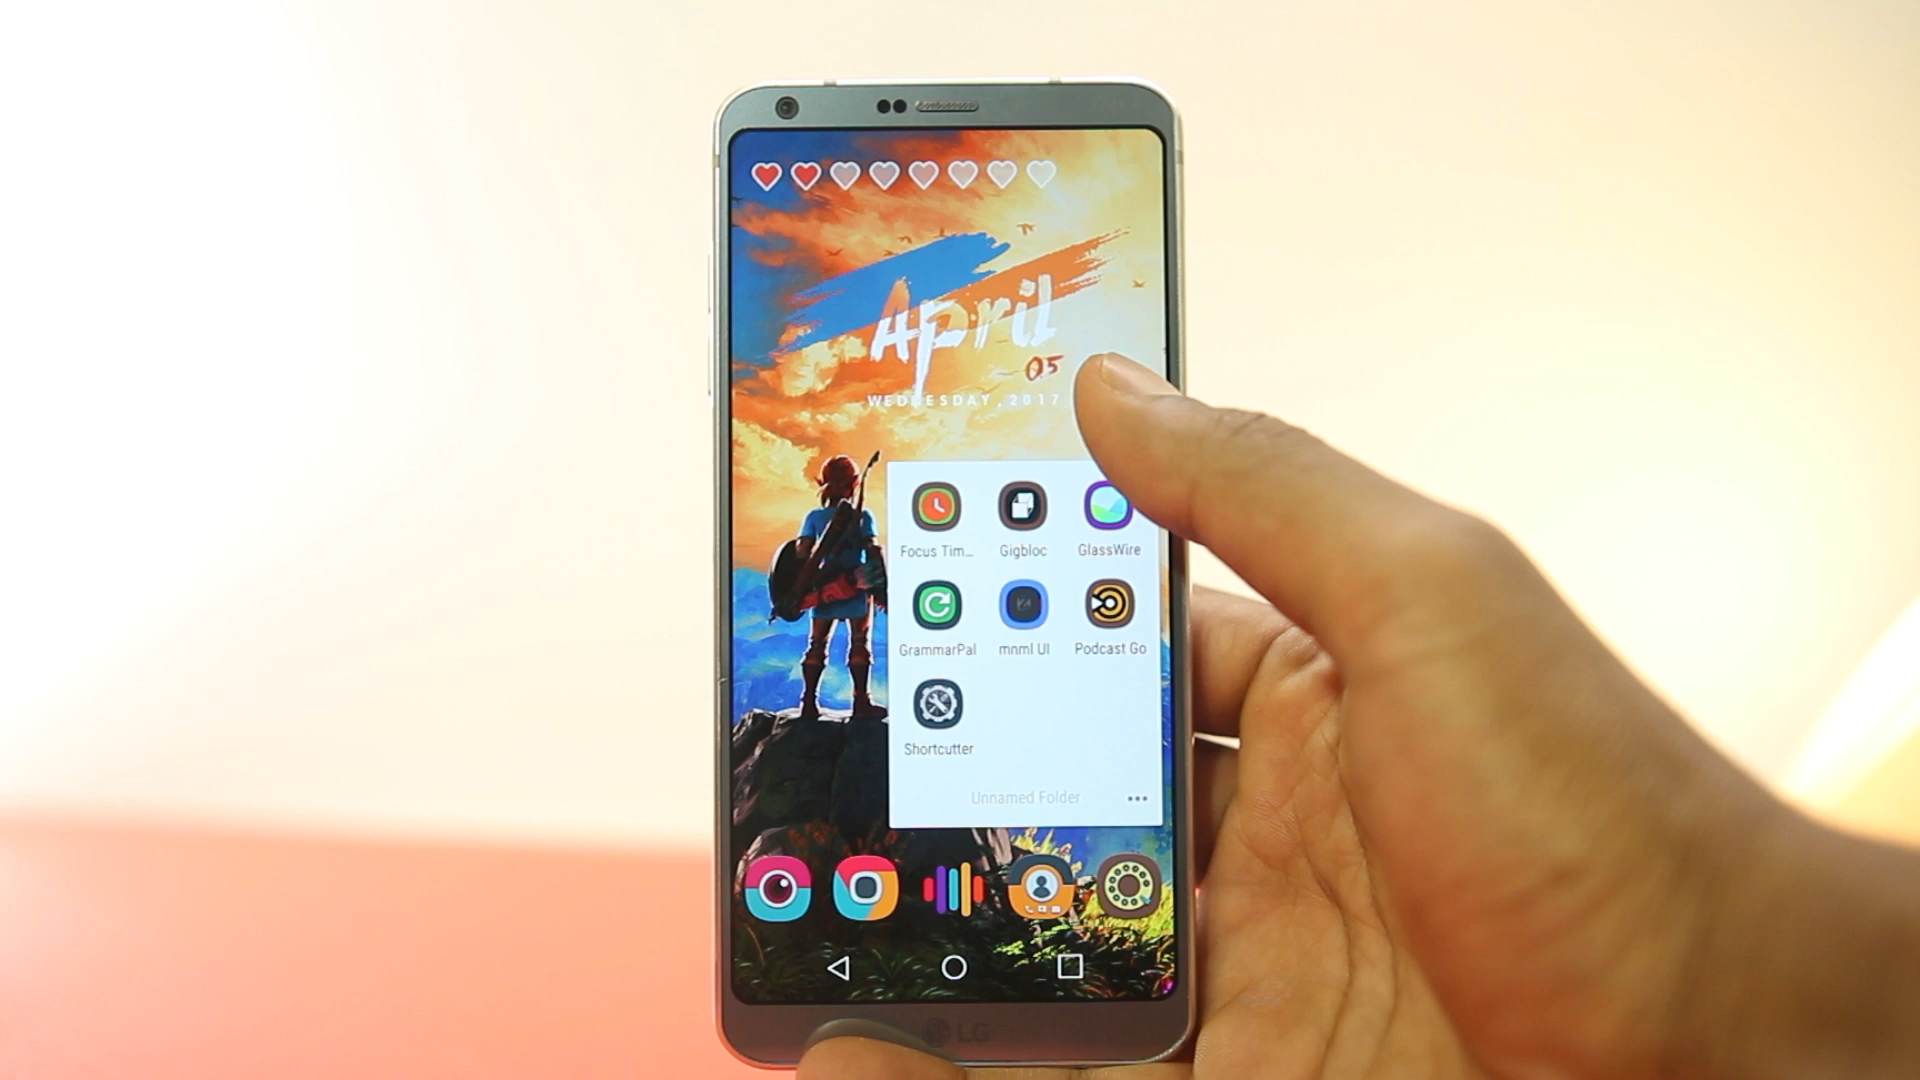 April
05
WEDNESDAY, 2017
Focus Tim...
Gigbloc
GlassWire
GrammarPal
mnml UI
Podcast Go
Shortcutter
Unnamed Folder
LG